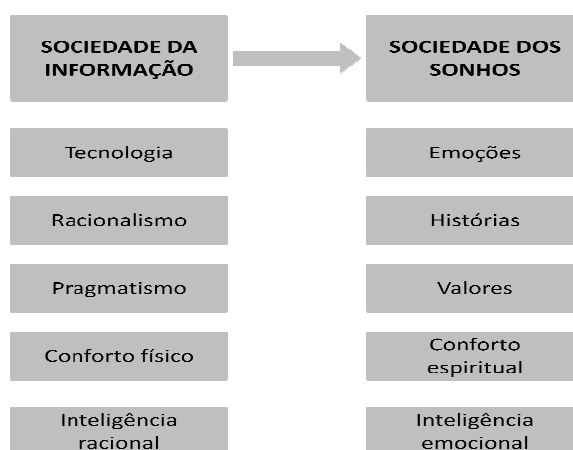 SOCIEDADE DA
INFORMAÇÃO
SOCIEDADE DOS
SONHOS
Tecnologia
Emoções
Racionalismo
Histórias
Pragmatismo
Valores
Conforto físico
Conforto
espiritual
Inteligência
racional
Inteligência
emocional